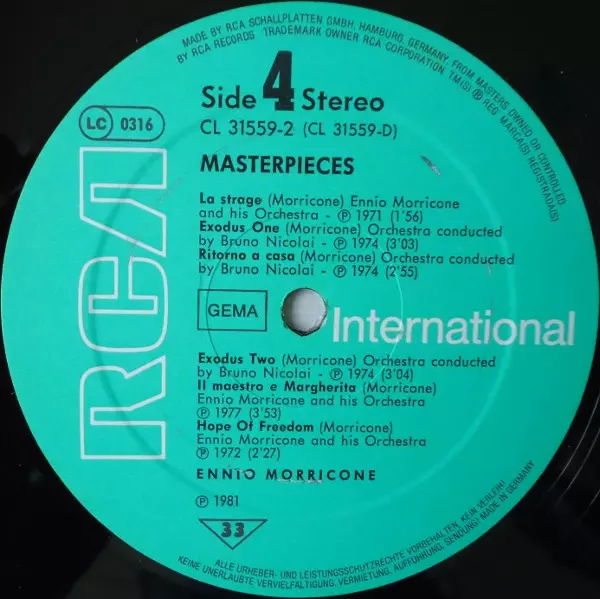 MADE BY RCA SCHALLPLATTEN GMBH, HAMBURG, GERMANY, FROM MASTERS OWNED OR CONTROLLED
BY RCA RECORDS TRADEMARK OWNER RCA CORPORATION TM(S) ® REG MARCA(S) REGISTRADA(S)
Side 4 Stereo
LC 0316
CL 31559-2 (CL 31559-D)
MASTERPIECES
La strage (Morricone) Ennio Morricone
and his Orchestra - ℗ 1971 (1'56)
Exodus One (Morricone) Orchestra conducted
by Bruno Nicolai - ℗ 1974 (3'03)
Ritorno a casa (Morricone) Orchestra conducted
by Bruno Nicolai - ℗ 1974 (2'55)
RCA
GEMA
International
Exodus Two (Morricone) Orchestra conducted
by Bruno Nicolai - ℗ 1974 (3'04)
Il maestro e Margherita (Morricone)
Ennio Morricone and his Orchestra
℗ 1977 (3'53)
Hope Of Freedom (Morricone)
Ennio Morricone and his Orchestra
℗ 1972 (2'27)
ENNIO MORRICONE
℗ 1981
33
ALLE URHEBER- UND LEISTUNGSSCHUTZRECHTE VORBEHALTEN, KEIN VERLEIH!
KEINE UNERLAUBTE VERVIELFÄLTIGUNG, VERMIETUNG, AUFFÜHRUNG, SENDUNG! MADE IN GERMANY